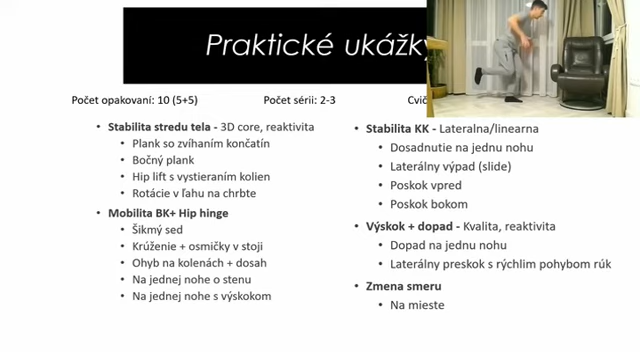 Praktické ukážky
Počet opakovaní: 10 (5+5)
Počet sérii: 2-3
Cvič
Stabilita stredu tela - 3D core, reaktivita
Plank so zvíhaním končatín
Bočný plank
Hip lift s vystieraním kolien
Rotácie v ľahu na chrbte
Mobilita BK+ Hip hinge
Šikmý sed
Krúženie + osmičky v stoji
Ohyb na kolenách + dosah
Na jednej nohe o stenu
Na jednej nohe s výskokom
Stabilita KK - Lateralna/linearna
Dosadnutie na jednu nohu
Laterálny výpad (slide)
Poskok vpred
Poskok bokom
Výskok + dopad - Kvalita, reaktivita
Dopad na jednu nohu
Laterálny preskok s rýchlim pohybom rúk
Zmena smeru
Na mieste